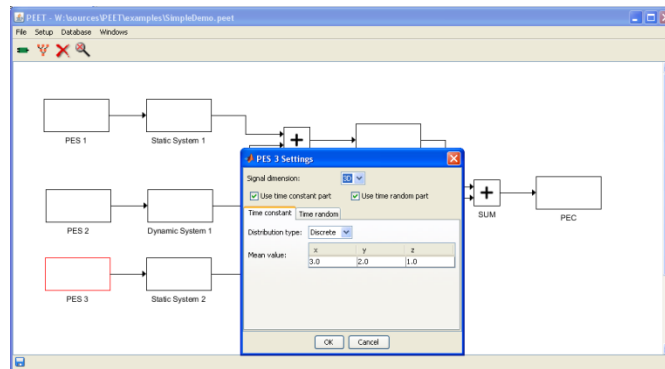 PEET - W:\sources\PEET\examples\SimpleDemo.peet
File Setup Database Windows
PES 1
Static System 1
+
PES 3 Settings
Signal dimension: 3D
Use time constant part Use time random part
Time constant Time random
Distribution type: Discrete
x y z
Mean value: 3.0 2.0 1.0
OK Cancel
PES 2
Dynamic System 1
+
SUM
PEC
PES 3
Static System 2